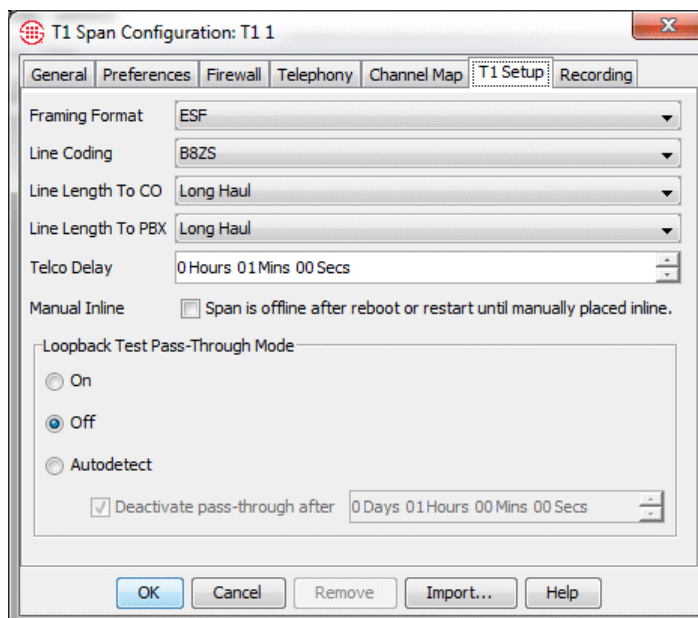 T1 Span Configuration: T1 1
General Preferences Firewall Telephony Channel Map T1 Setup Recording
Framing Format ESF
Line Coding B8ZS
Line Length To CO Long Haul
Line Length To PBX Long Haul
Telco Delay 0 Hours 01 Mins 00 Secs
Manual Inline Span is offline after reboot or restart until manually placed inline.
Loopback Test Pass-Through Mode
On
Off
Autodetect
Deactivate pass-through after 0 Days 01 Hours 00 Mins 00 Secs
OK Cancel Remove Import... Help